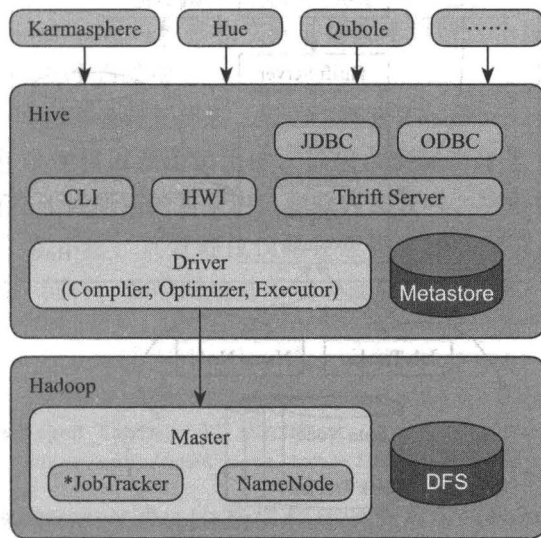 Karmasphere
Hue
Qubole
……
Hive
JDBC
ODBC
CLI
HWI
Thrift Server
Driver
(Complier, Optimizer, Executor)
Metastore
Hadoop
Master
*JobTracker
NameNode
DFS